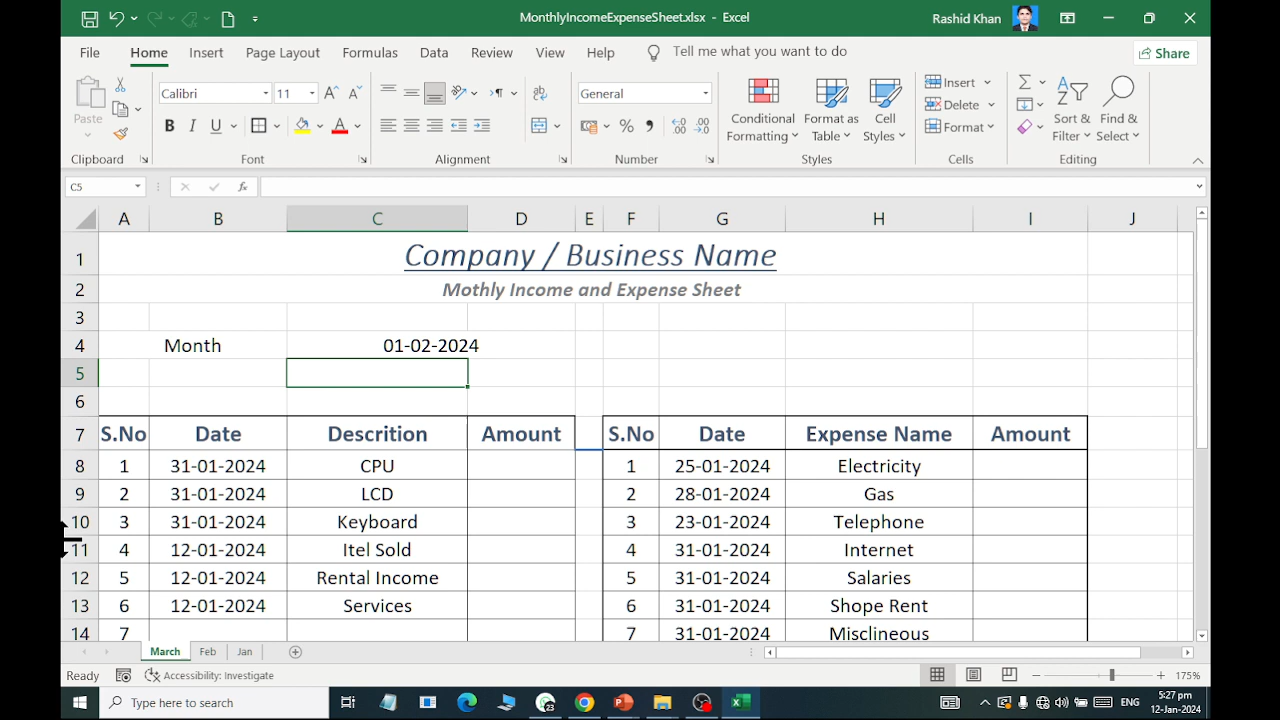 MonthlyIncomeExpenseSheet.xlsx - Excel
Rashid Khan
File Home Insert Page Layout Formulas Data Review View Help Tell me what you want to do Share
Paste
Calibri 11
B I U
General
Conditional Formatting
Format as Table
Cell Styles
Insert
Delete
Format
Sort & Filter
Find & Select
Clipboard Font Alignment Number Styles Cells Editing
C5 fx
A B C D E F G H I J
1 Company / Business Name
2 Mothly Income and Expense Sheet
3
4 Month 01-02-2024
5
6
7 S.No Date Descrition Amount S.No Date Expense Name Amount
8 1 31-01-2024 CPU 1 25-01-2024 Electricity
9 2 31-01-2024 LCD 2 28-01-2024 Gas
10 3 31-01-2024 Keyboard 3 23-01-2024 Telephone
11 4 12-01-2024 Itel Sold 4 31-01-2024 Internet
12 5 12-01-2024 Rental Income 5 31-01-2024 Salaries
13 6 12-01-2024 Services 6 31-01-2024 Shope Rent
14 7 7 31-01-2024 Misclineous
March Feb Jan
Ready Accessibility: Investigate 175%
Type here to search
ENG
5:27 pm
12-Jan-2024